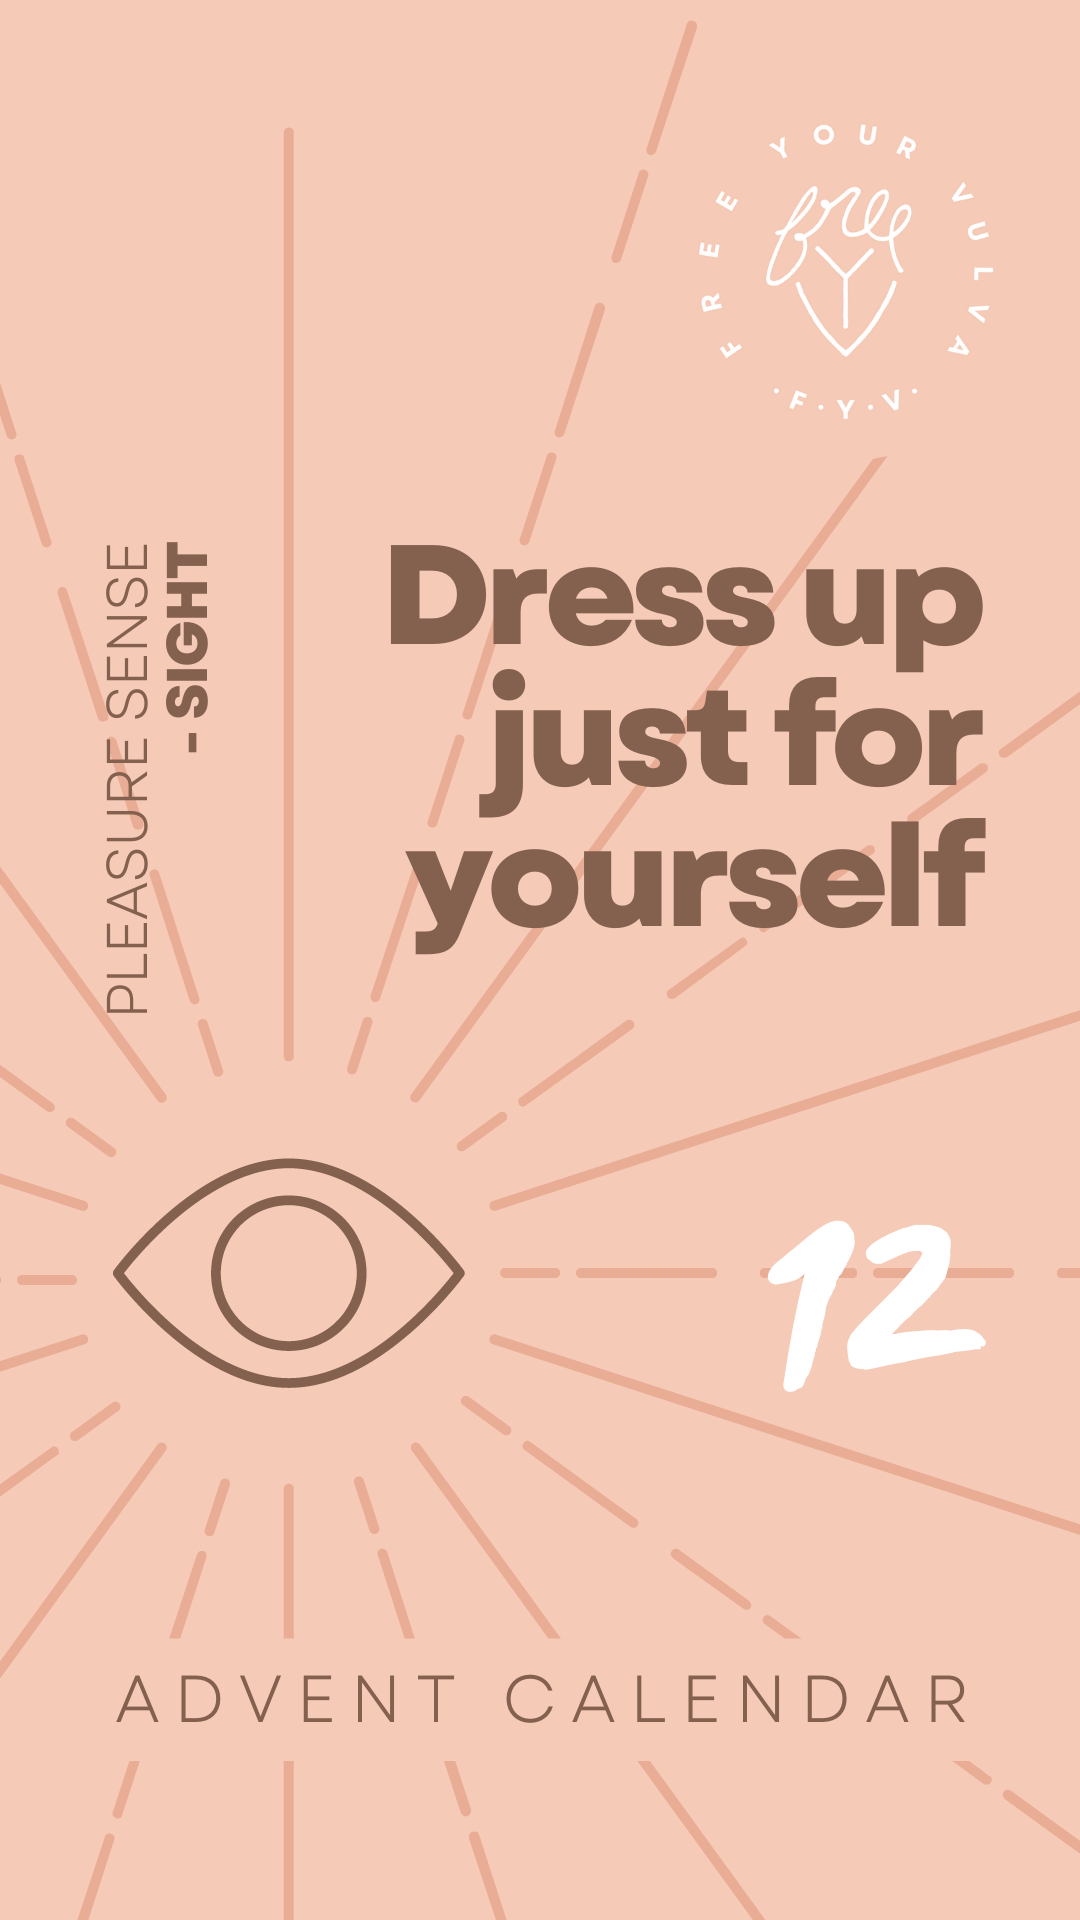 FREE YOUR VULVA
free
·F·Y·V·
PLEASURE SENSE
- SIGHT
Dress up
just for
yourself
12
ADVENT CALENDAR